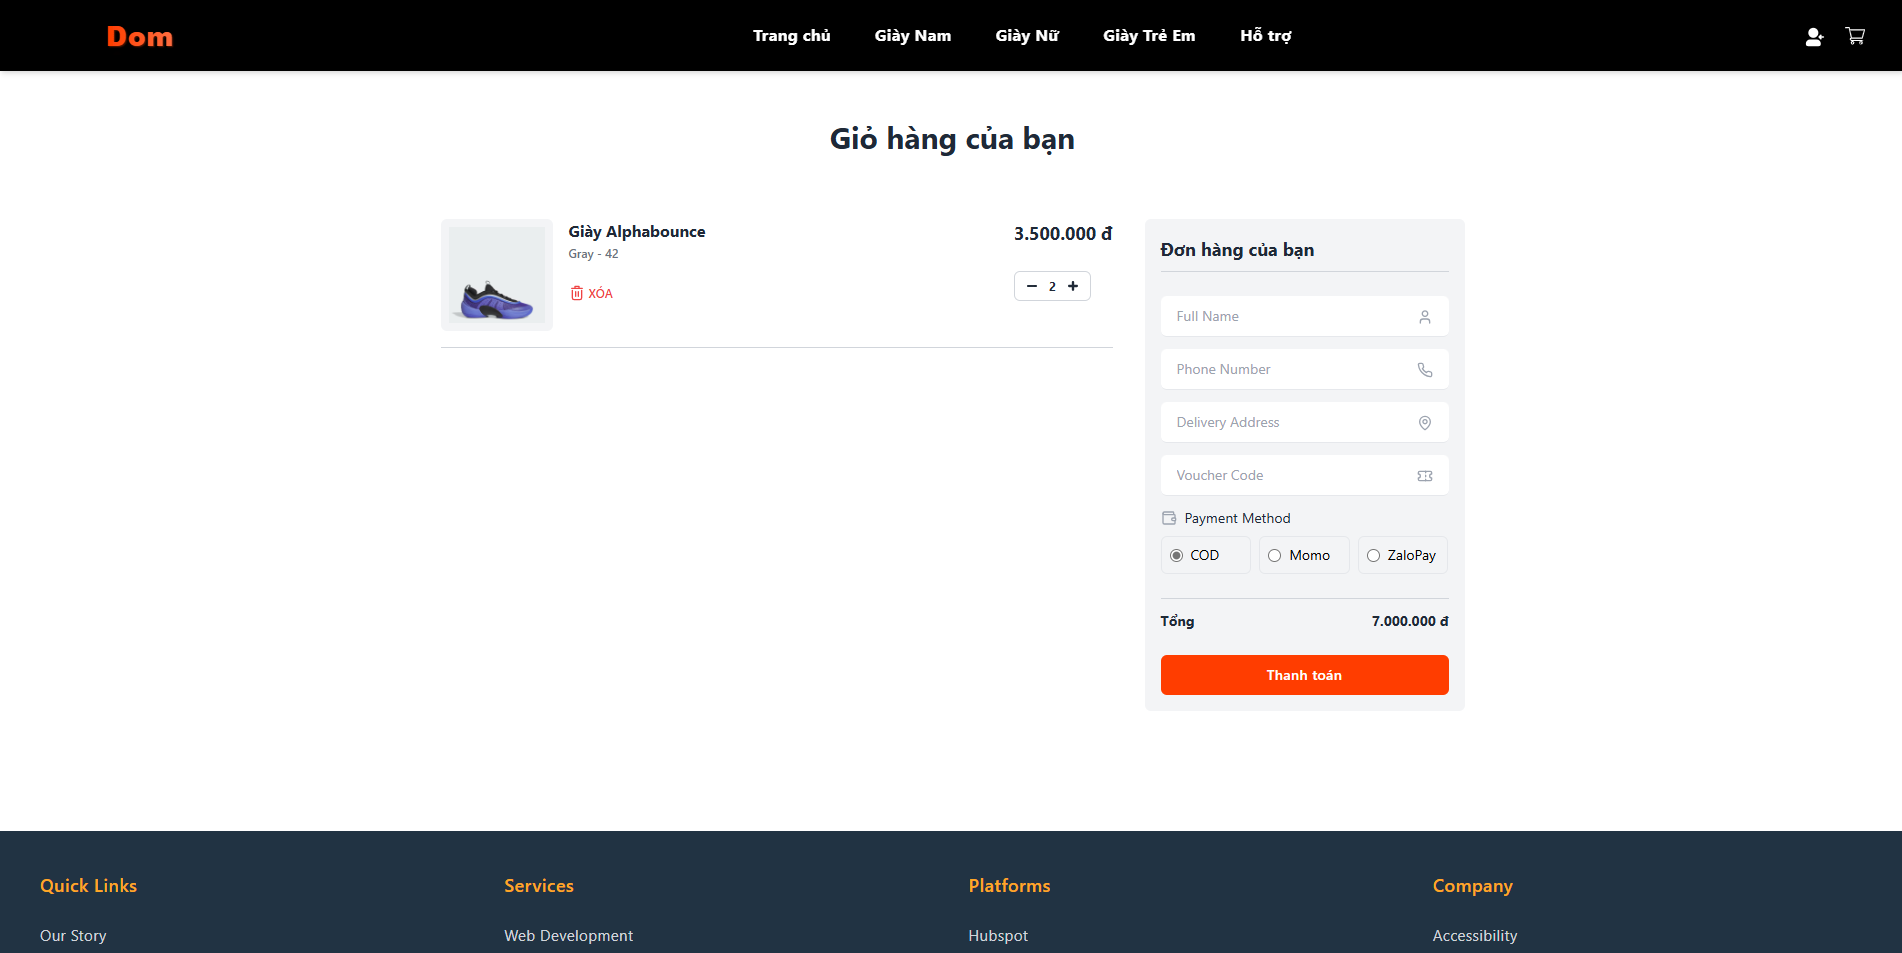 Dom
Trang chủ
Giày Nam
Giày Nữ
Giày Trẻ Em
Hỗ trợ
Giỏ hàng của bạn
Giày Alphabounce
Gray - 42
XÓA
3.500.000 đ
2
Đơn hàng của bạn
Full Name
Phone Number
Delivery Address
Voucher Code
Payment Method
COD
Momo
ZaloPay
Tổng
7.000.000 đ
Thanh toán
Quick Links
Our Story
Services
Web Development
Platforms
Hubspot
Company
Accessibility